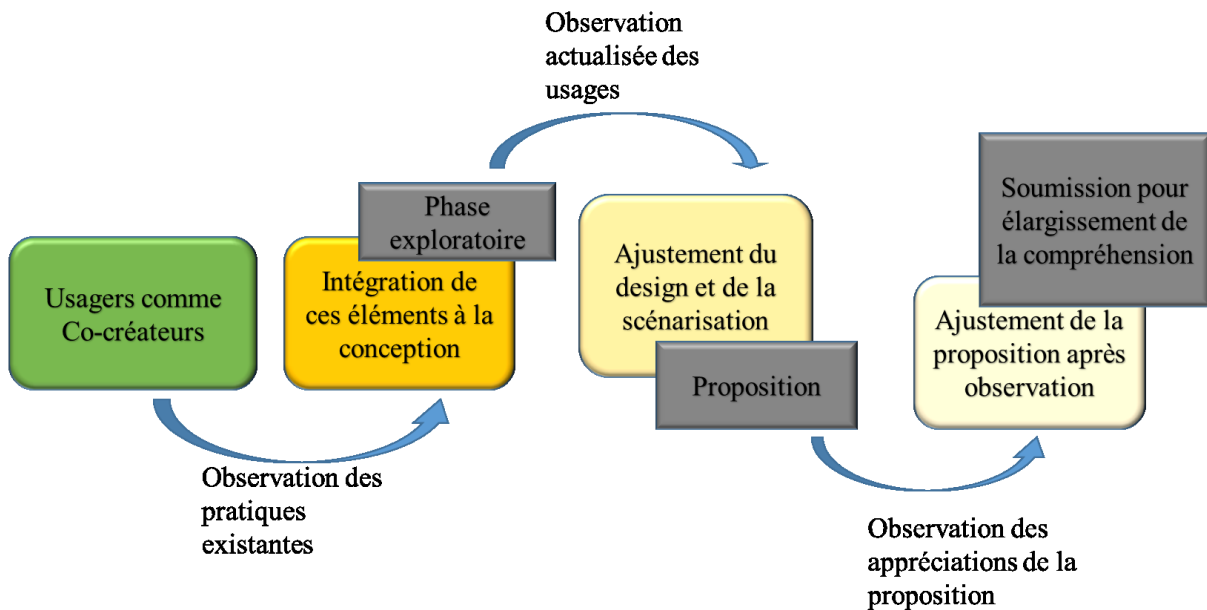 Observation
actualisée des
usages
Usagers comme
Co-créateurs
Phase
exploratoire
Intégration de
ces éléments à la
conception
Ajustement du
design et de la
scénarisation
Proposition
Soumission pour
élargissement de
la compréhension
Ajustement de la
proposition après
observation
Observation des
pratiques
existantes
Observation des
appréciations de la
proposition